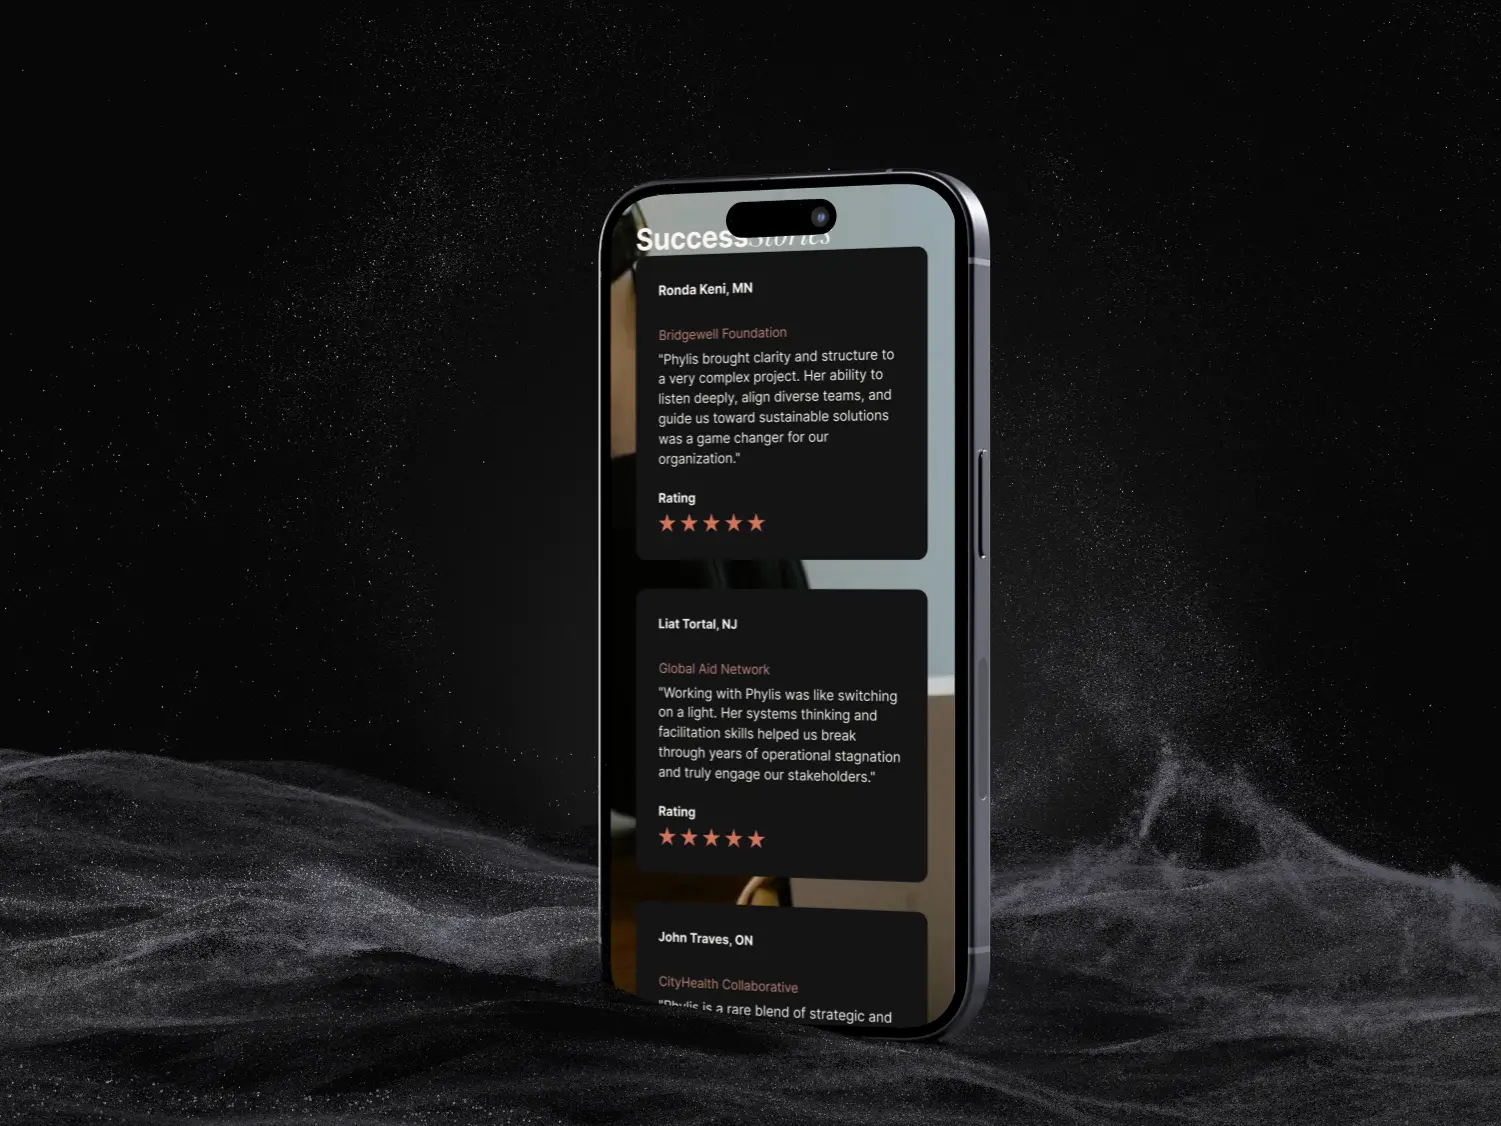 Success Stories
Ronda Keni, MN
Bridgewell Foundation
"Phylis brought clarity and structure to
a very complex project. Her ability to
listen deeply, align diverse teams, and
guide us toward sustainable solutions
was a game changer for our
organization."
Rating
Liat Tortal, NJ
Global Aid Network
"Working with Phylis was like switching
on a light. Her systems thinking and
facilitation skills helped us break
through years of operational stagnation
and truly engage our stakeholders."
Rating
John Traves, ON
CityHealth Collaborative
"Phylis is a rare blend of strategic and